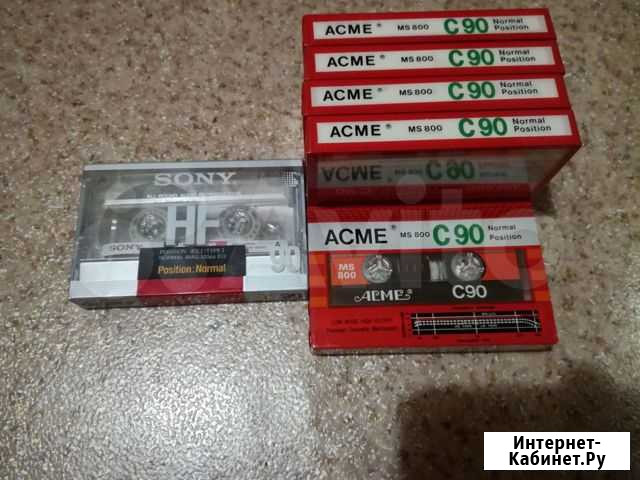 ACME MS 800 C90 Normal Position
ACME MS 800 C90 Normal Position
ACME MS 800 C90 Normal Position
ACME MS 800 C90 Normal Position
SONY
HF
SONY
Position: Normal
ACME MS 800 C90 Normal Position
MS 800
ACME C90
Интернет-
Кабинет.Ру